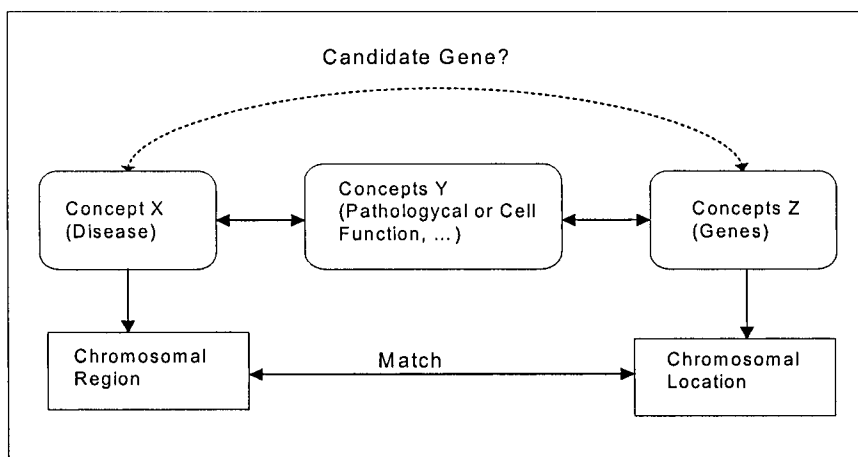 Candidate Gene?
Concept X
(Disease)
Concepts Y
(Pathologycal or Cell
Function, ...)
Concepts Z
(Genes)
Chromosomal
Region
Match
Chromosomal
Location